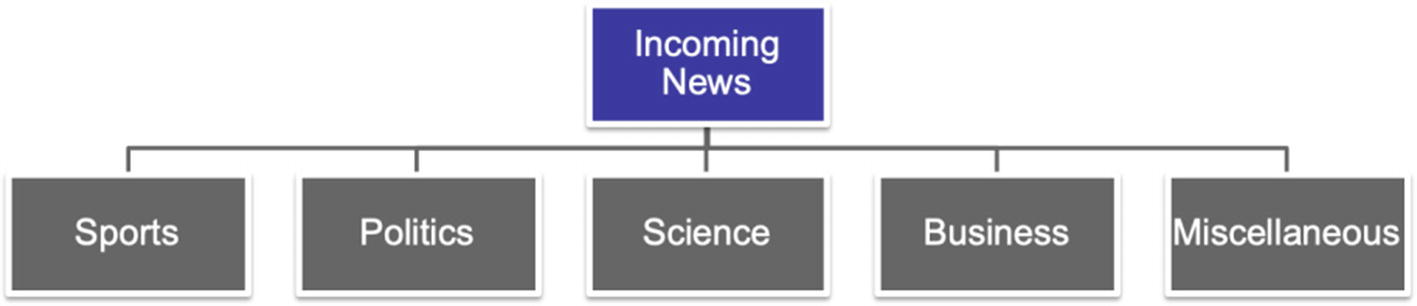 Incoming
News
Sports
Politics
Science
Business
Miscellaneous